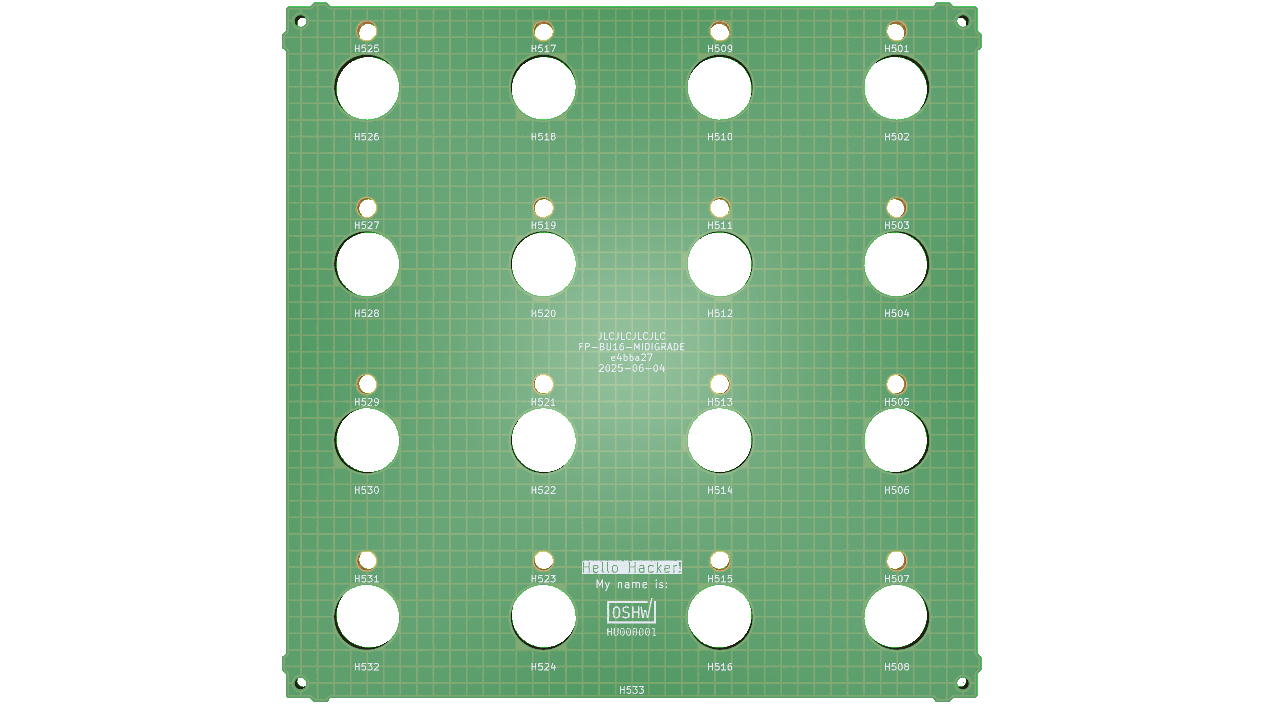 H525 H517 H509 H501
H526 H518 H510 H502
H527 H519 H511 H503
H528 H520 H512 H504
JLCJLCJLCJLC
FP-BU16-MIDIGRADE
e4bba27
2025-06-04
H529 H521 H513 H505
H530 H522 H514 H506
Hello Hacker!
H531 H523 H515 H507
My name is:
OSHW
HU000001
H532 H524 H516 H508
H533